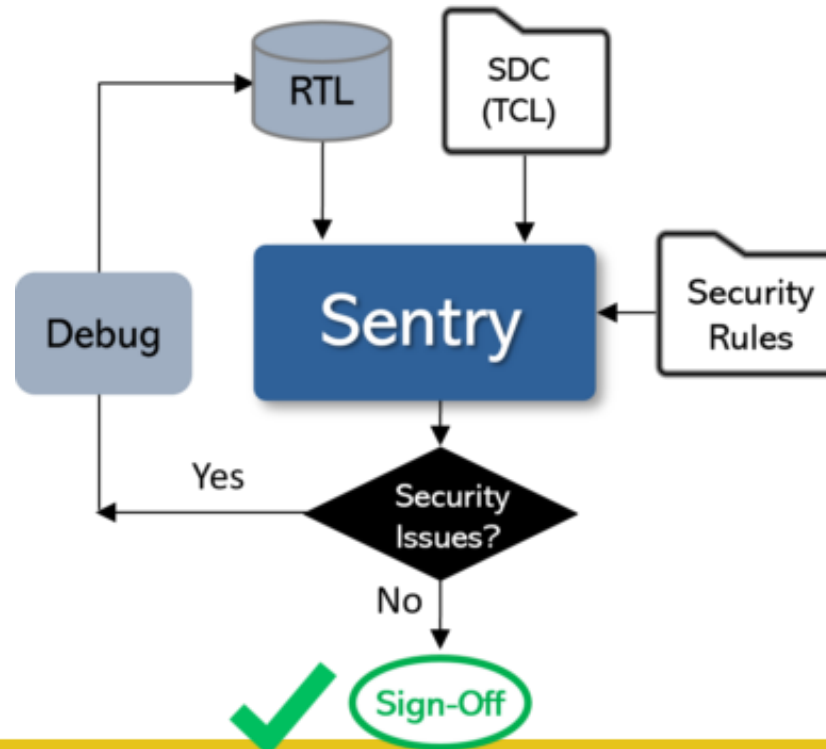 RTL
SDC
(TCL)
Sentry
Security
Rules
Debug
Yes
Security
Issues?
No
Sign-Off